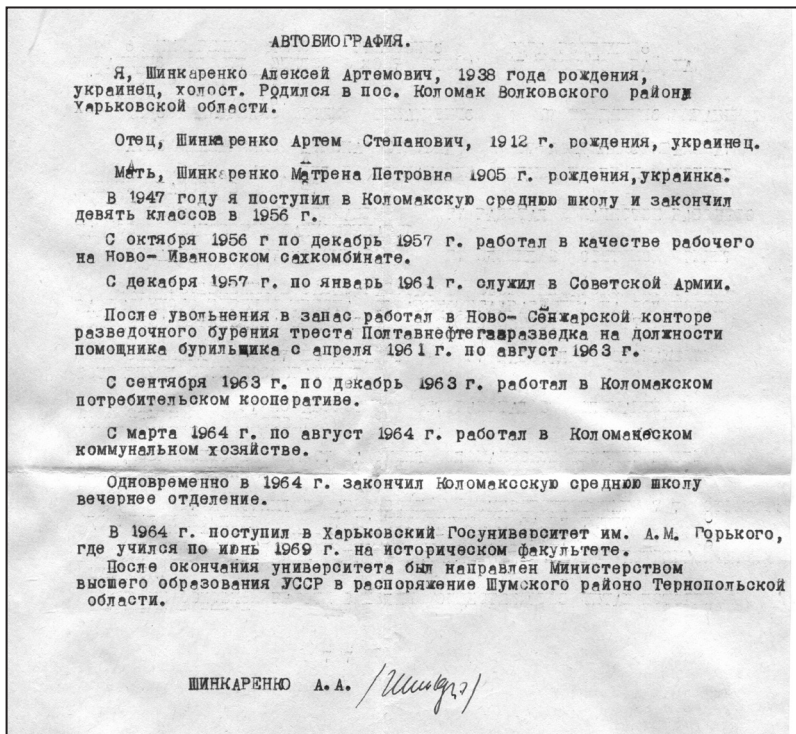 АВТОБИОГРАФИЯ.
Я, Шинкаренко Алексей Артемович, 1938 года рождения,
украинец, холост. Родился в пос. Коломак Волковского района
Харьковской области.
Отец, Шинкаренко Артем Степанович, 1912 г. рождения, украинец.
Мать, Шинкаренко Матрена Петровна 1905 г. рождения,украинка.
В 1947 году я поступил в Коломакскую среднюю школу и закончил
девять классов в 1956 г.
С октября 1956 г по декабрь 1957 г. работал в качестве рабочего
на Ново- Ивановском сахкомбинате.
С декабря 1957 г. по январь 1961 г. служил в Советской Армии.
После увольнения в запас работал в Ново- Сенжарской конторе
разведочного бурения треста Полтавнефтегазразведка на должности
помощника бурильщика с апреля 1961 г. по август 1963 г.
С сентября 1963 г. по декабрь 1963 г. работал в Коломакском
потребительском кооперативе.
С марта 1964 г. по август 1964 г. работал в Коломакском
коммунальном хозяйстве.
Одновременно в 1964 г. закончил Коломаксскую среднюю школу
вечернее отделение.
В 1964 г. поступил в Харьковский Госуниверситет им. А.М. Горького,
где учился по июнь 1969 г. на историческом факультете.
После окончания университета был направлен Министерством
высшего образования УССР в распоряжение Шумского районо Тернопольской
области.
ШИНКАРЕНКО А.А.